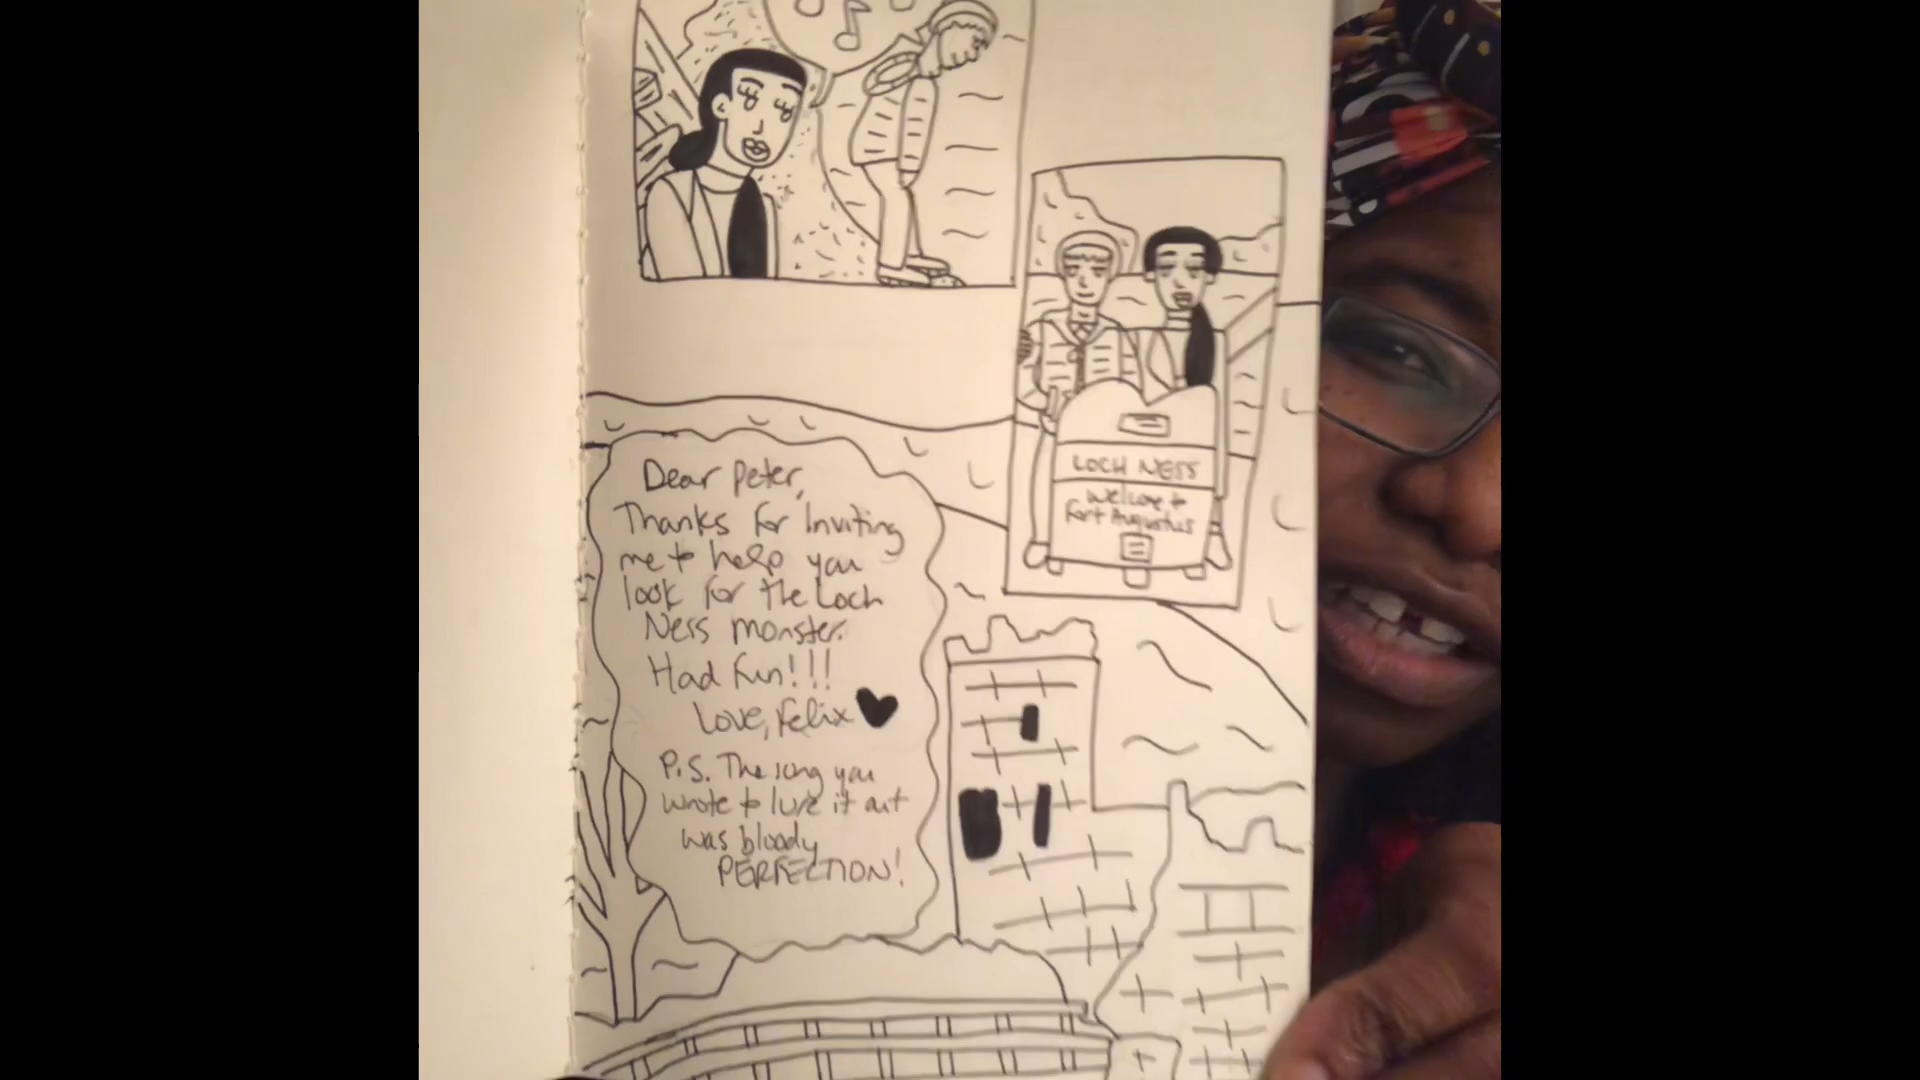 LOCH NESS
Welcome to
Fort Augustus
Dear Peter,
Thanks for Inviting
me to help you
look for the Loch
Ness monster.
Had fun!!!
Love, Felix
P.S. The song you
wrote to lure it out
was bloody
PERFECTION!